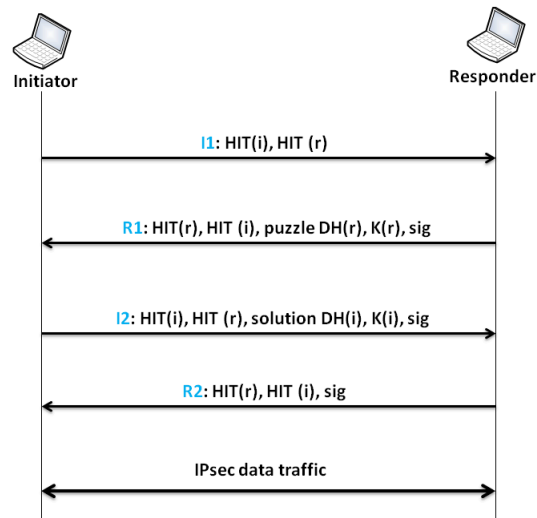 Initiator
Responder
I1: HIT(i), HIT (r)
R1: HIT(r), HIT (i), puzzle DH(r), K(r), sig
I2: HIT(i), HIT (r), solution DH(i), K(i), sig
R2: HIT(r), HIT (i), sig
IPsec data traffic